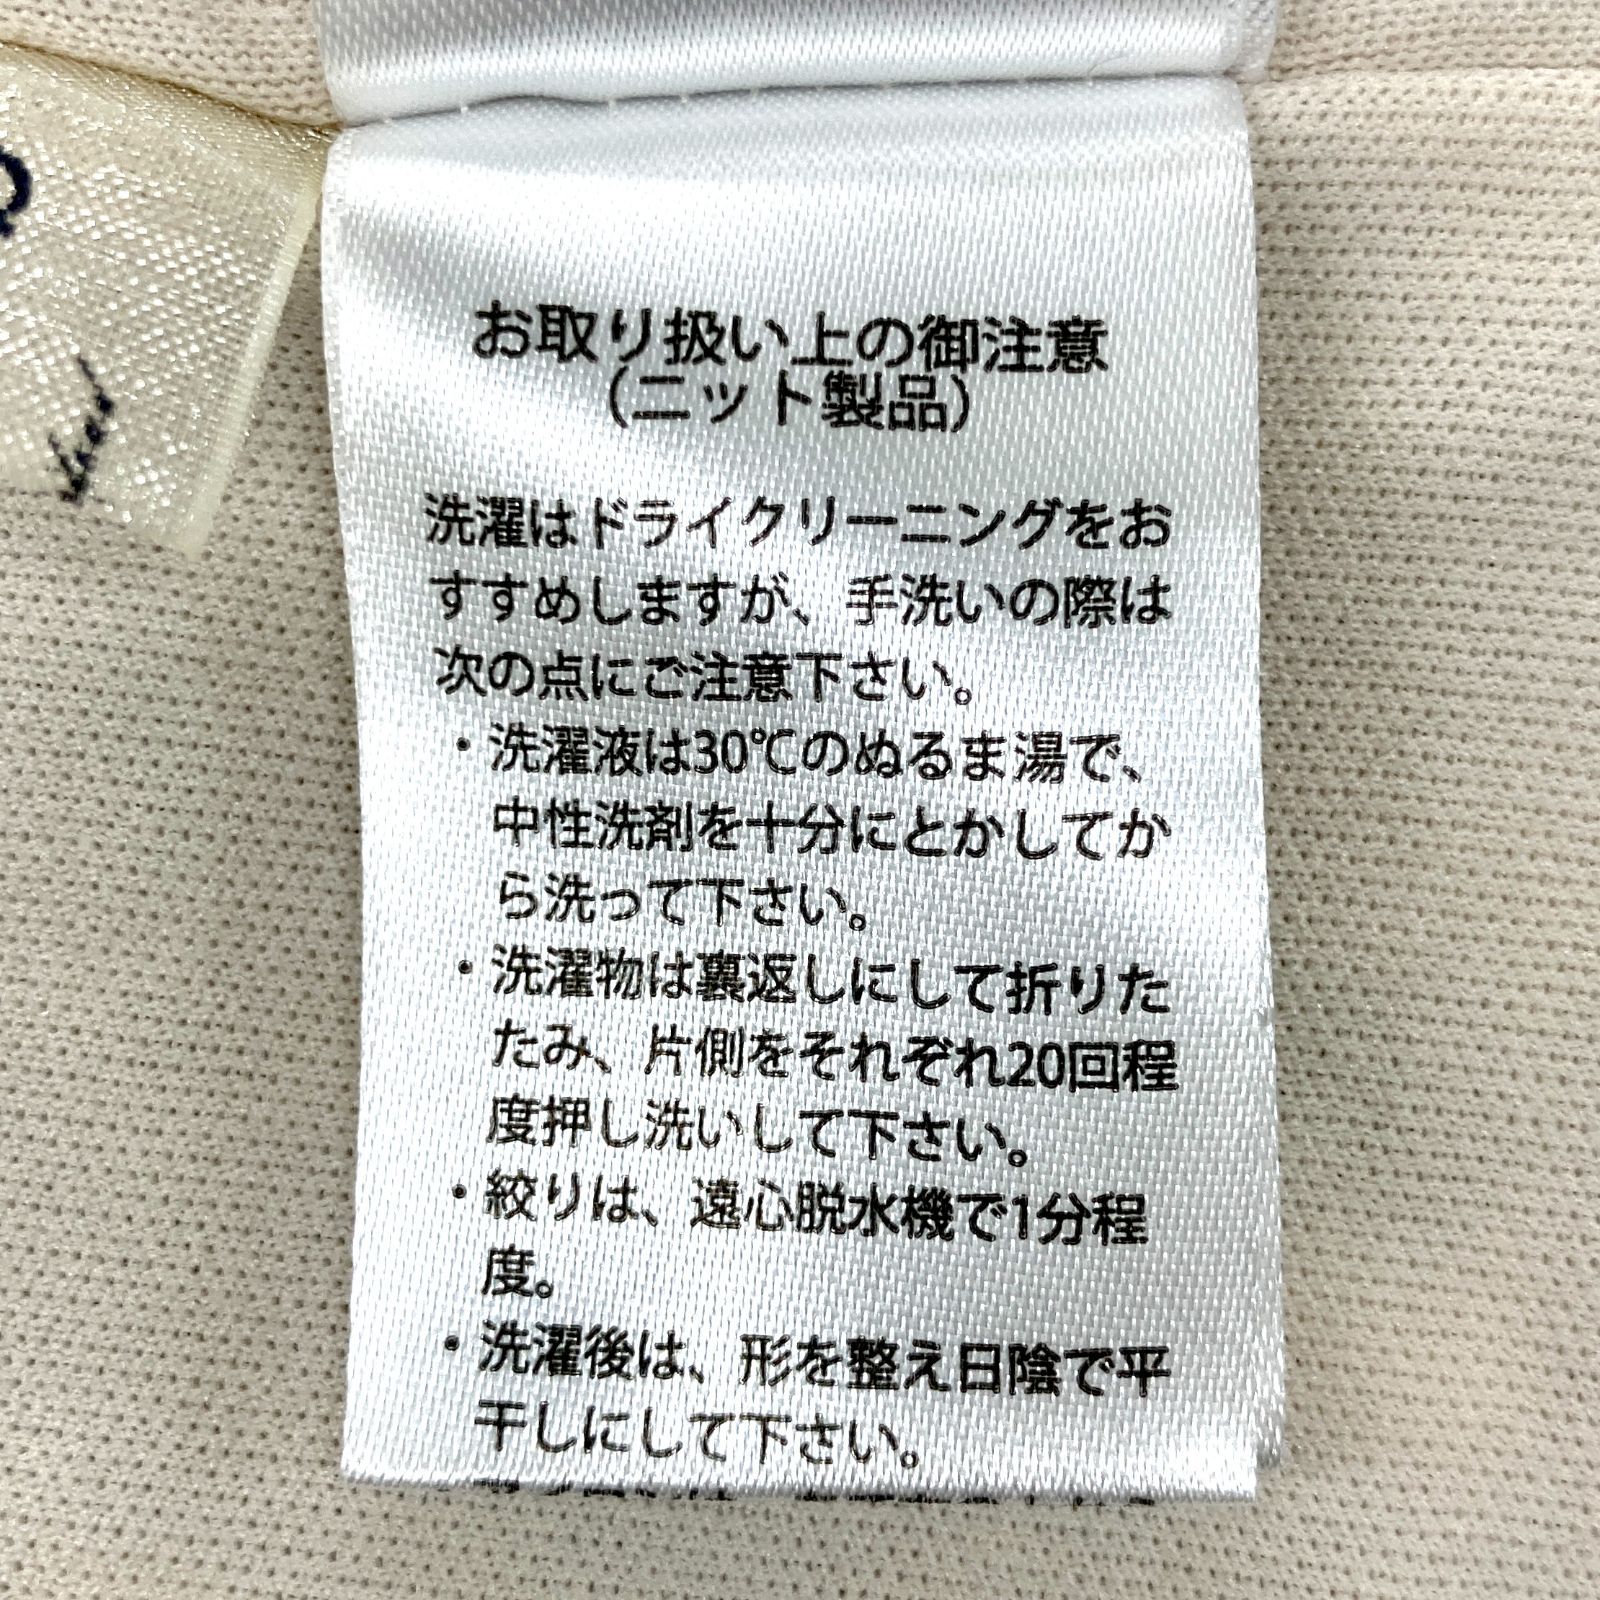 お取り扱い上の御注意
(ニット製品)
洗濯はドライクリーニングをお
すすめしますが、手洗いの際は
次の点にご注意下さい。
・洗濯液は30℃のぬるま湯で、
中性洗剤を十分にとかしてか
ら洗って下さい。
・洗濯物は裏返しにして折りた
たみ、片側をそれぞれ20回程
度押し洗いして下さい。
・絞りは、遠心脱水機で1分程
度。
・洗濯後は、形を整え日陰で平
干しにして下さい。